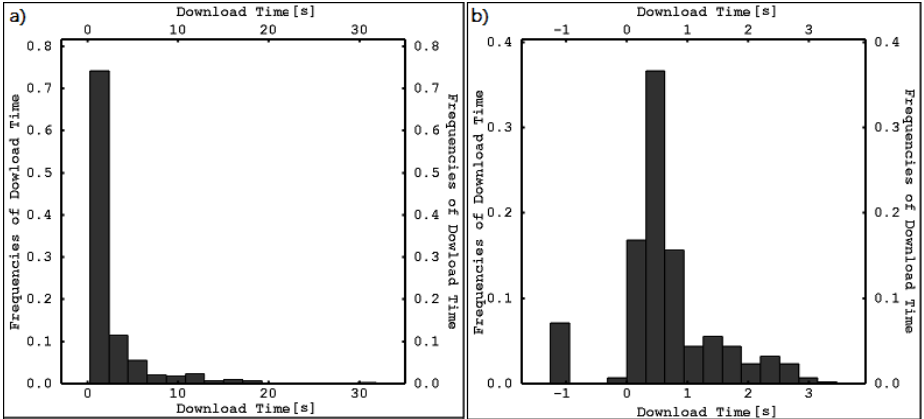 a)
Download Time[s]
0 10 20 30
0.8 0.8
0.7 0.7
0.6 0.6
0.5 0.5
0.4 0.4
0.3 0.3
0.2 0.2
0.1 0.1
0.0 0.0
Frequencies of Dowload Time
Frequencies of Dowload Time
0 10 20 30
Download Time[s]
b)
Download Time[s]
−1 0 1 2 3
0.4 0.4
0.3 0.3
0.2 0.2
0.1 0.1
0.0 0.0
Frequencies of Download Time
Frequencies of Download Time
−1 0 1 2 3
Download Time[s]